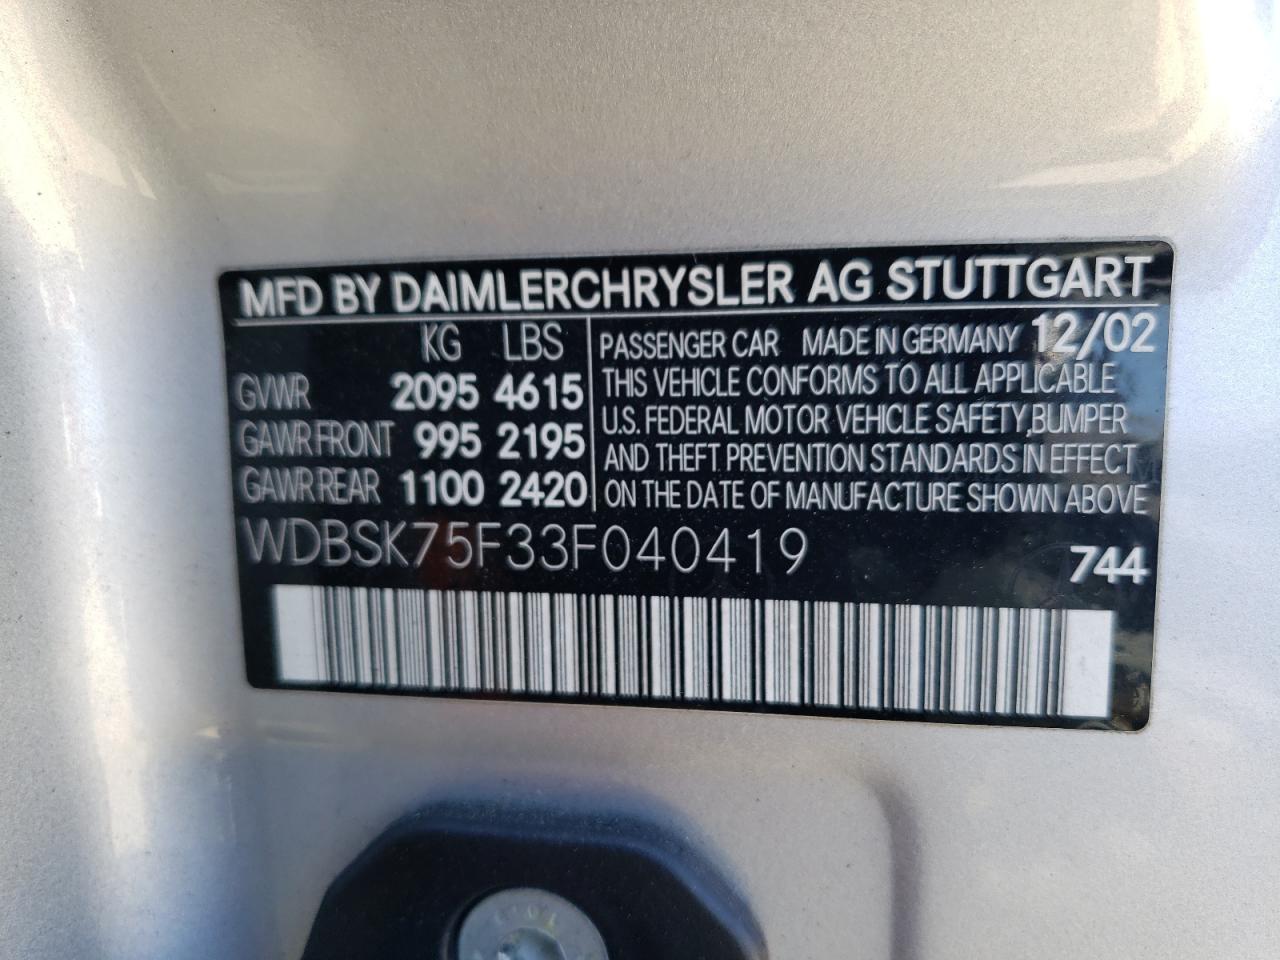 MFD BY DAIMLERCHRYSLER AG STUTTGART
KG LBS
GVWR 2095 4615
GAWR FRONT 995 2195
GAWR REAR 1100 2420
PASSENGER CAR MADE IN GERMANY 12/02
THIS VEHICLE CONFORMS TO ALL APPLICABLE
U.S. FEDERAL MOTOR VEHICLE SAFETY, BUMPER
AND THEFT PREVENTION STANDARDS IN EFFECT
ON THE DATE OF MANUFACTURE SHOWN ABOVE
WDBSK75F33F040419
744